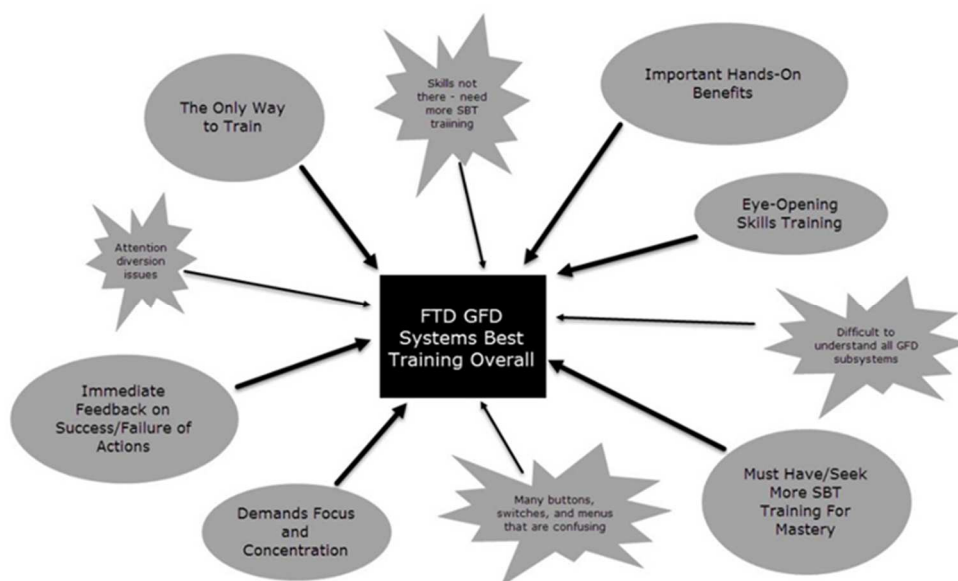 The Only Way
to Train
Skills not
there - need
more SBT
traiining
Important Hands-On
Benefits
Eye-Opening
Skills Training
Attention
diversion
issues
FTD GFD
Systems Best
Training Overall
Difficult to
understand all GFD
subsystems
Immediate
Feedback on
Success/Failure of
Actions
Demands Focus
and
Concentration
Many buttons,
switches, and menus
that are confusing
Must Have/Seek
More SBT
Training For
Mastery